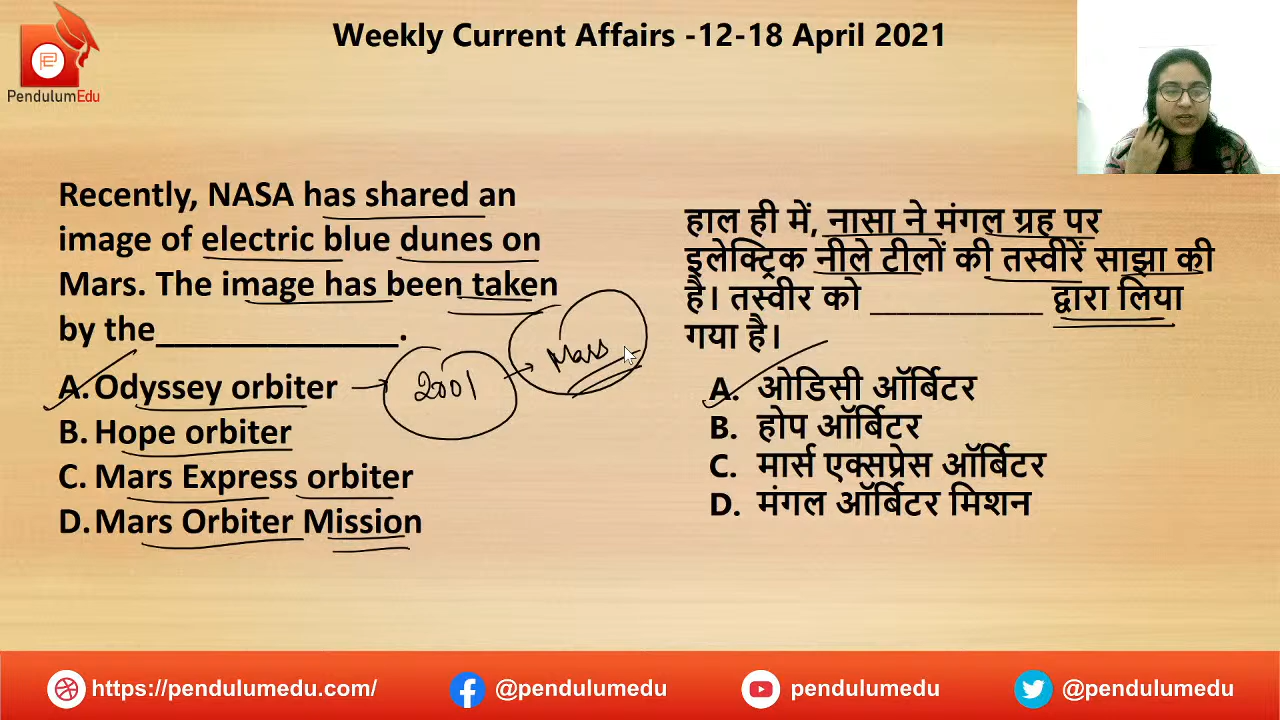 Weekly Current Affairs -12-18 April 2021
PendulumEdu
Recently, NASA has shared an
image of electric blue dunes on
Mars. The image has been taken
by the______________.
A. Odyssey orbiter
2001
Mars
B. Hope orbiter
C. Mars Express orbiter
D. Mars Orbiter Mission
हाल ही में, नासा ने मंगल ग्रह पर
इलेक्ट्रिक नीले टीलों की तस्वीरें साझा की
है। तस्वीर को ____________ द्वारा लिया
गया है।
A. ओडिसी ऑर्बिटर
B. होप ऑर्बिटर
C. मार्स एक्सप्रेस ऑर्बिटर
D. मंगल ऑर्बिटर मिशन
https://pendulumedu.com/
@pendulumedu
pendulumedu
@pendulumedu